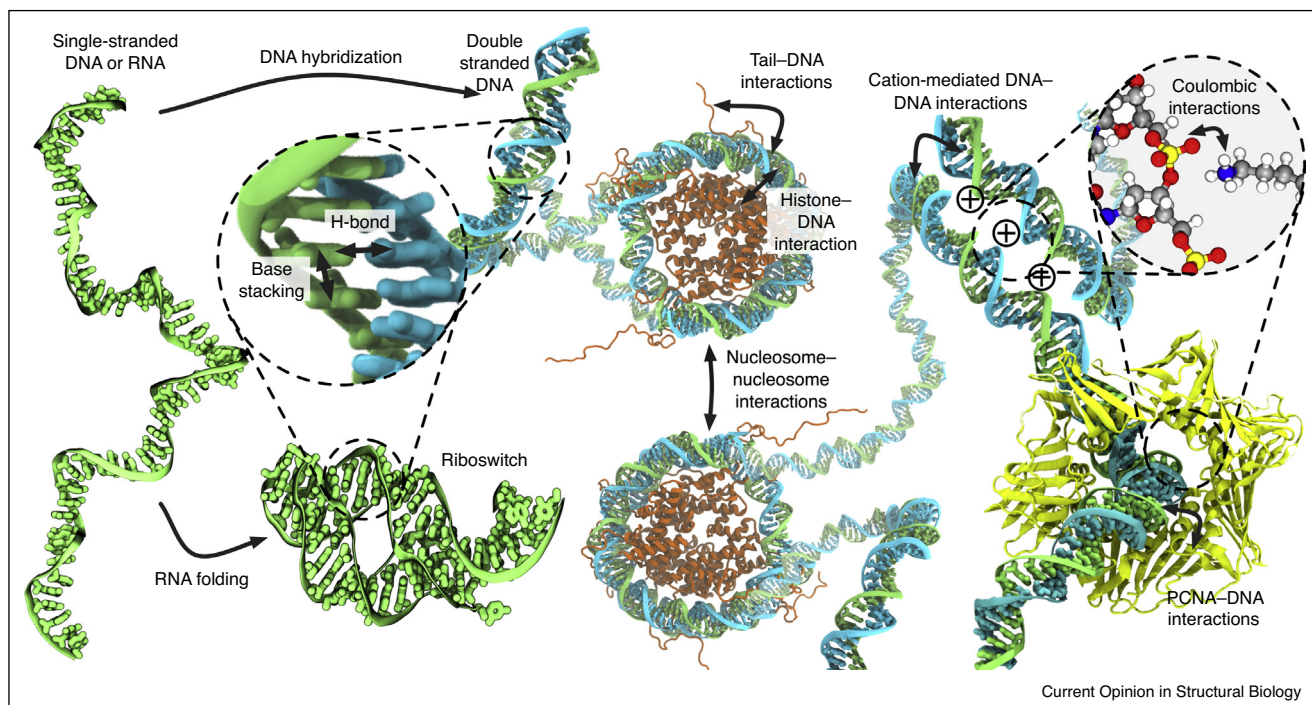 Single-stranded
DNA or RNA
DNA hybridization
Double
stranded
DNA
Tail–DNA
interactions
Cation-mediated DNA–
DNA interactions
Coulombic
interactions
H-bond
Base
stacking
Histone–
DNA
interaction
+
+
+
Nucleosome–
nucleosome
interactions
Riboswitch
RNA folding
PCNA–DNA
interactions
Current Opinion in Structural Biology